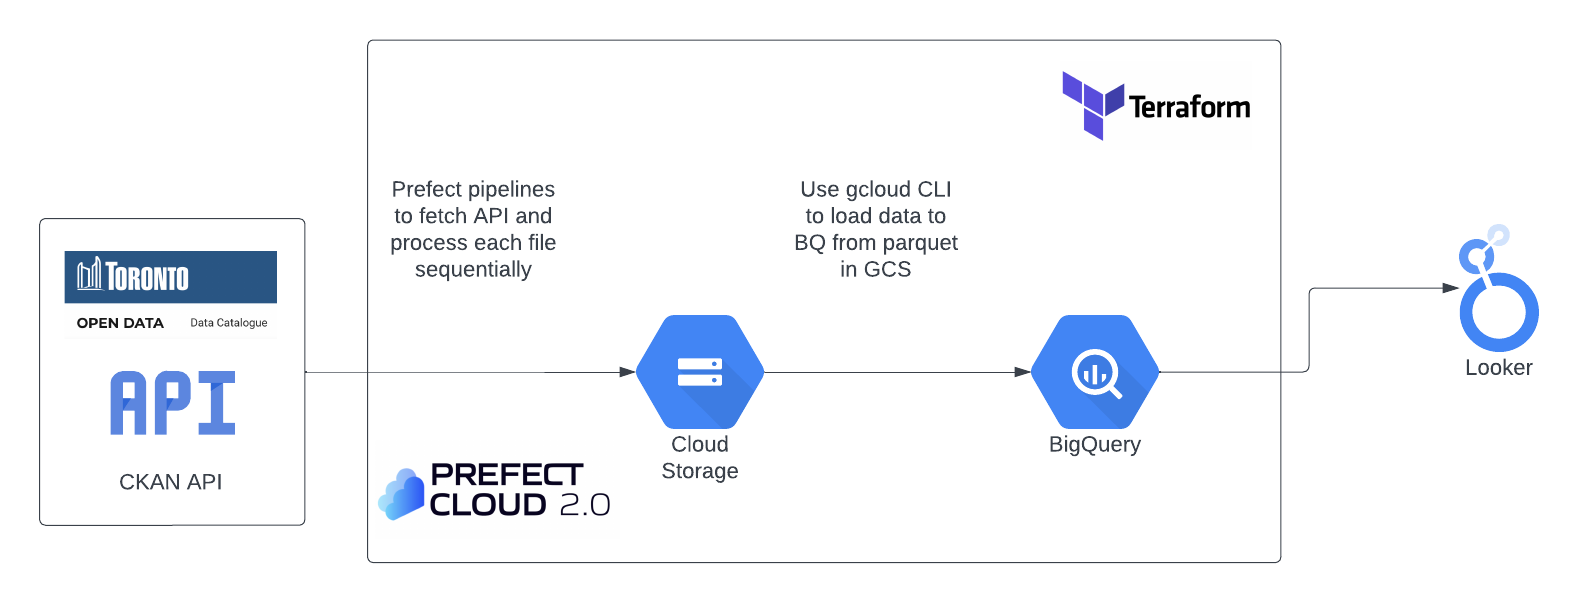 Terraform
Prefect pipelines
to fetch API and
process each file
sequentially
Use gcloud CLI
to load data to
BQ from parquet
in GCS
TORONTO
OPEN DATA
Data Catalogue
API
CKAN API
Cloud
Storage
BigQuery
Looker
PREFECT
CLOUD 2.0